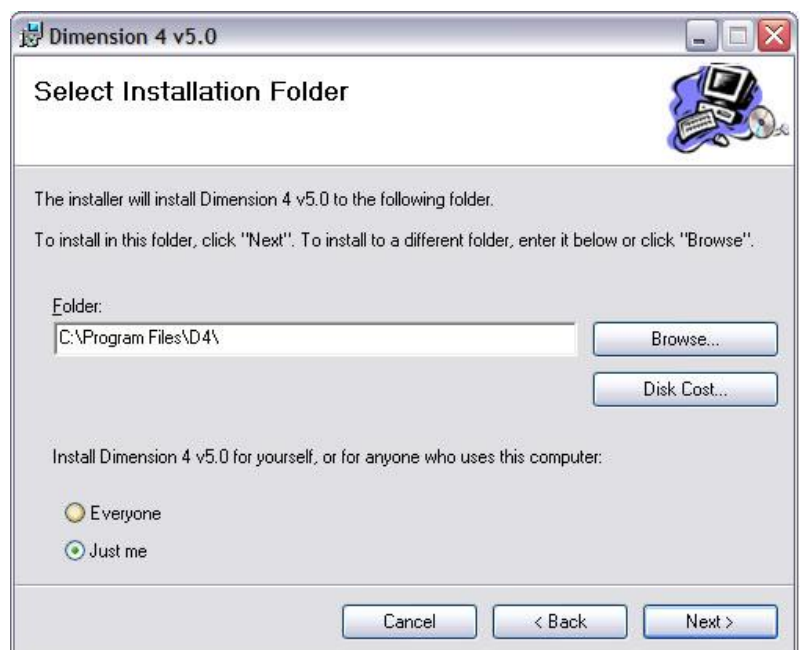 Dimension 4 v5.0
Select Installation Folder
The installer will install Dimension 4 v5.0 to the following folder.
To install in this folder, click "Next". To install to a different folder, enter it below or click "Browse".
Folder:
C:\Program Files\D4\
Browse...
Disk Cost...
Install Dimension 4 v5.0 for yourself, or for anyone who uses this computer:
Everyone
Just me
Cancel
< Back
Next >